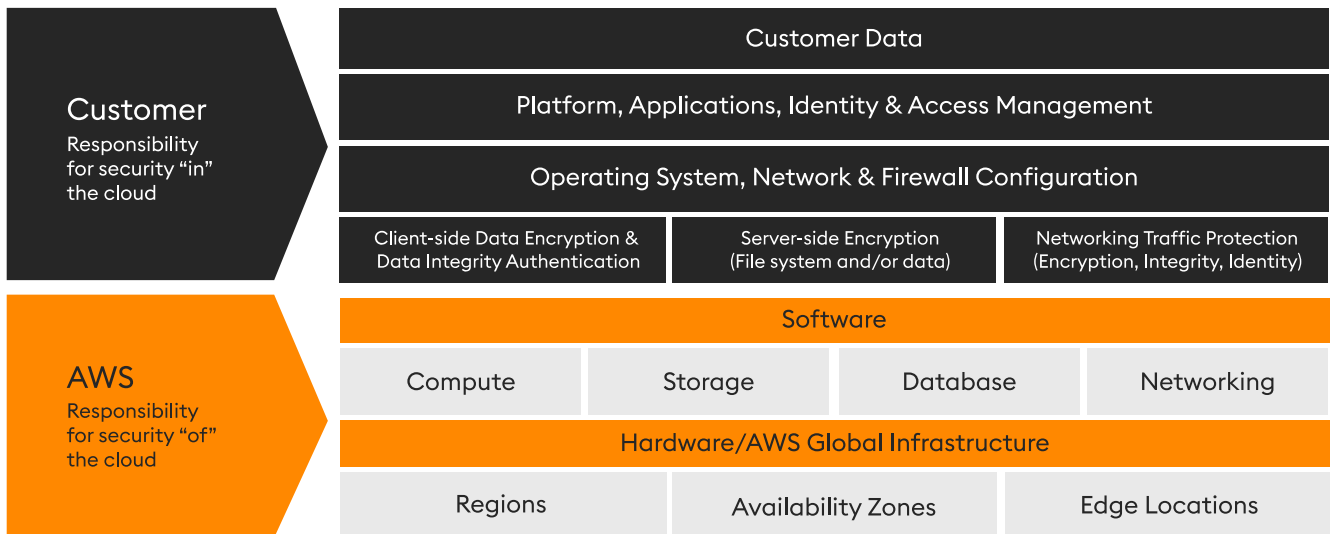 Customer
Responsibility
for security “in”
the cloud
Customer Data
Platform, Applications, Identity & Access Management
Operating System, Network & Firewall Configuration
Client-side Data Encryption &
Data Integrity Authentication
Server-side Encryption
(File system and/or data)
Networking Traffic Protection
(Encryption, Integrity, Identity)
AWS
Responsibility
for security “of”
the cloud
Software
Compute
Storage
Database
Networking
Hardware/AWS Global Infrastructure
Regions
Availability Zones
Edge Locations